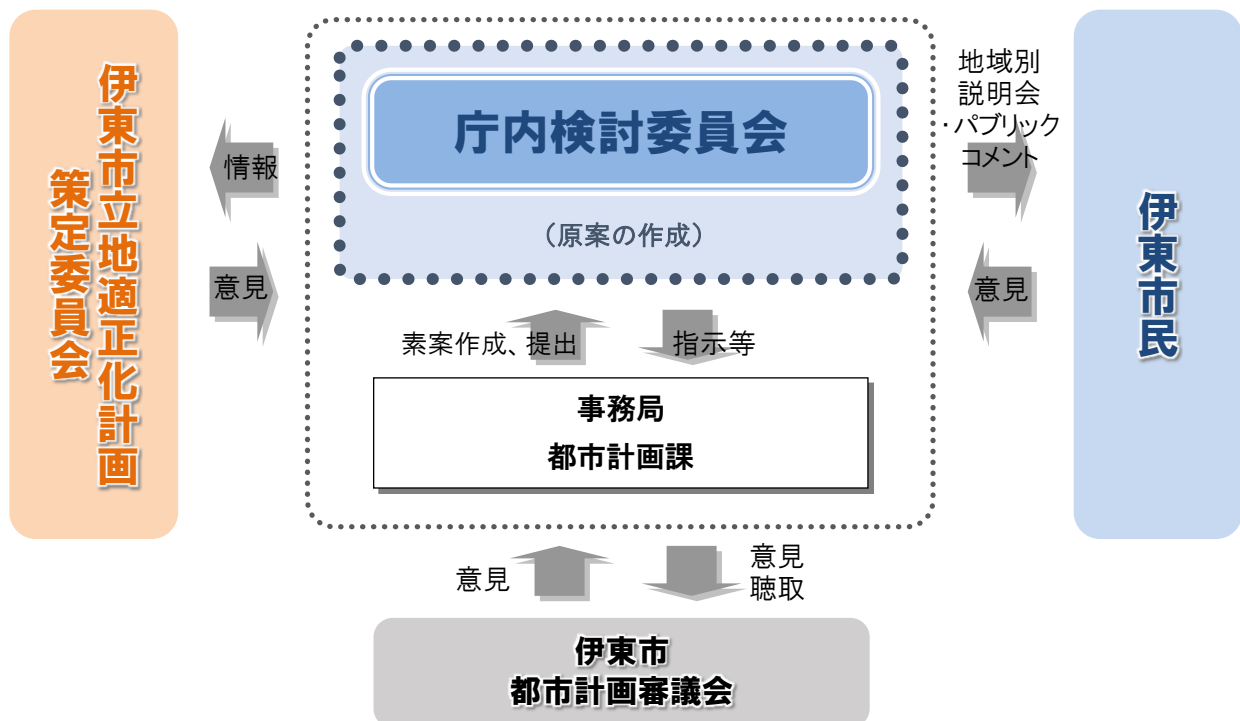 伊東市立地適正化計画
策定委員会
情報
意見
庁内検討委員会
（原案の作成）
素案作成、提出
指示等
事務局
都市計画課
意見
意見
聴取
伊東市
都市計画審議会
地域別
説明会
・パブリック
コメント
意見
伊東市民